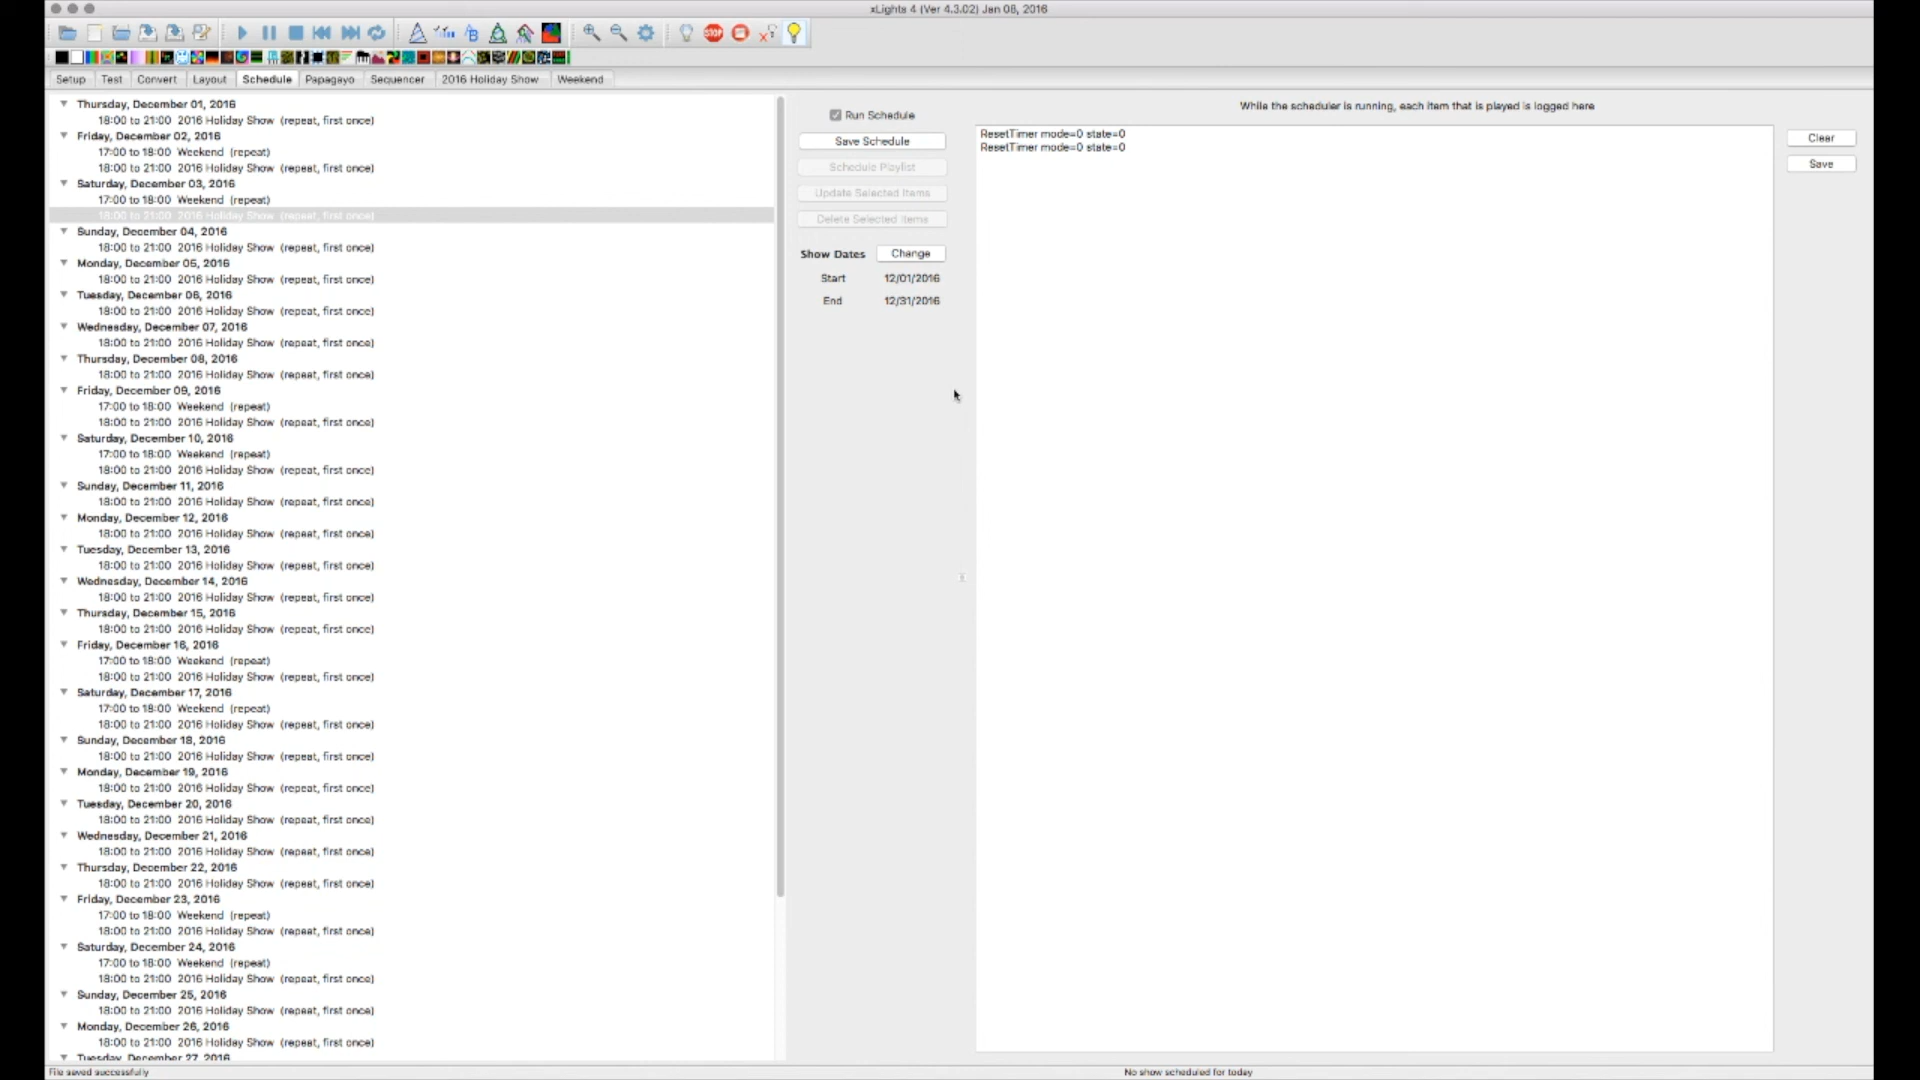 xLights 4 (Ver 4.3.02) Jan 08, 2016
STOP
Setup Test Convert Layout Schedule Papagayo Sequencer 2016 Holiday Show Weekend
Thursday, December 01, 2016
18:00 to 21:00 2016 Holiday Show (repeat, first once)
Friday, December 02, 2016
17:00 to 18:00 Weekend (repeat)
18:00 to 21:00 2016 Holiday Show (repeat, first once)
Saturday, December 03, 2016
17:00 to 18:00 Weekend (repeat)
18:00 to 21:00 2016 Holiday Show (repeat, first once)
Sunday, December 04, 2016
18:00 to 21:00 2016 Holiday Show (repeat, first once)
Monday, December 05, 2016
18:00 to 21:00 2016 Holiday Show (repeat, first once)
Tuesday, December 06, 2016
18:00 to 21:00 2016 Holiday Show (repeat, first once)
Wednesday, December 07, 2016
18:00 to 21:00 2016 Holiday Show (repeat, first once)
Thursday, December 08, 2016
18:00 to 21:00 2016 Holiday Show (repeat, first once)
Friday, December 09, 2016
17:00 to 18:00 Weekend (repeat)
18:00 to 21:00 2016 Holiday Show (repeat, first once)
Saturday, December 10, 2016
17:00 to 18:00 Weekend (repeat)
18:00 to 21:00 2016 Holiday Show (repeat, first once)
Sunday, December 11, 2016
18:00 to 21:00 2016 Holiday Show (repeat, first once)
Monday, December 12, 2016
18:00 to 21:00 2016 Holiday Show (repeat, first once)
Tuesday, December 13, 2016
18:00 to 21:00 2016 Holiday Show (repeat, first once)
Wednesday, December 14, 2016
18:00 to 21:00 2016 Holiday Show (repeat, first once)
Thursday, December 15, 2016
18:00 to 21:00 2016 Holiday Show (repeat, first once)
Friday, December 16, 2016
17:00 to 18:00 Weekend (repeat)
18:00 to 21:00 2016 Holiday Show (repeat, first once)
Saturday, December 17, 2016
17:00 to 18:00 Weekend (repeat)
18:00 to 21:00 2016 Holiday Show (repeat, first once)
Sunday, December 18, 2016
18:00 to 21:00 2016 Holiday Show (repeat, first once)
Monday, December 19, 2016
18:00 to 21:00 2016 Holiday Show (repeat, first once)
Tuesday, December 20, 2016
18:00 to 21:00 2016 Holiday Show (repeat, first once)
Wednesday, December 21, 2016
18:00 to 21:00 2016 Holiday Show (repeat, first once)
Thursday, December 22, 2016
18:00 to 21:00 2016 Holiday Show (repeat, first once)
Friday, December 23, 2016
17:00 to 18:00 Weekend (repeat)
18:00 to 21:00 2016 Holiday Show (repeat, first once)
Saturday, December 24, 2016
17:00 to 18:00 Weekend (repeat)
18:00 to 21:00 2016 Holiday Show (repeat, first once)
Sunday, December 25, 2016
18:00 to 21:00 2016 Holiday Show (repeat, first once)
Monday, December 26, 2016
18:00 to 21:00 2016 Holiday Show (repeat, first once)
Tuesday, December 27, 2016
Run Schedule
Save Schedule
Schedule Playlist
Update Selected Items
Delete Selected Items
Show Dates Change
Start 12/01/2016
End 12/31/2016
While the scheduler is running, each item that is played is logged here
ResetTimer mode=0 state=0
ResetTimer mode=0 state=0
Clear
Save
File saved successfully
No show scheduled for today